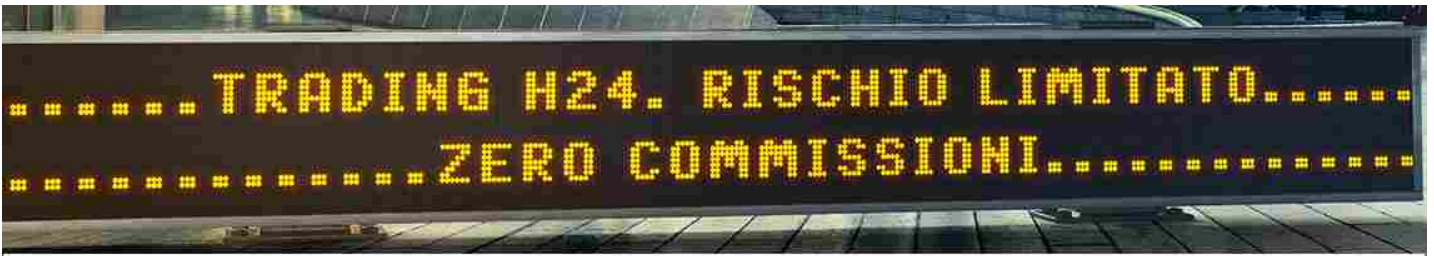 ......TRADING H24. RISCHIO LIMITATO......
.............ZERO COMMISSIONI..............